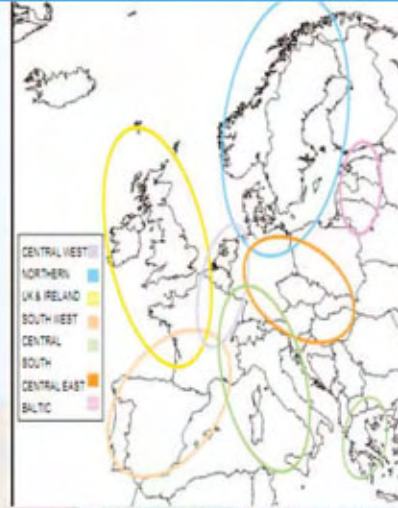 CENTRAL WEST
NORTHERN
UK & IRELAND
SOUTH WEST
CENTRAL
SOUTH
CENTRAL EAST
BALTIC